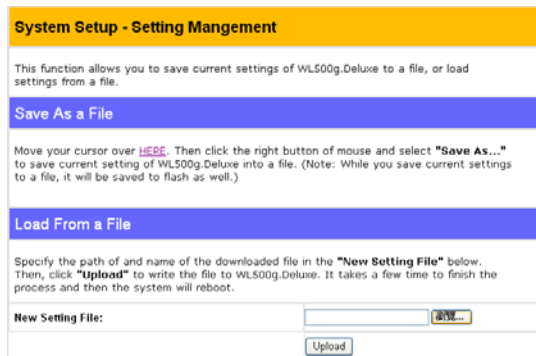 System Setup - Setting Mangement
This function allows you to save current settings of WL500g.Deluxe to a file, or load
settings from a file.
Save As a File
Move your cursor over HERE. Then click the right button of mouse and select "Save As..."
to save current setting of WL500g.Deluxe into a file. (Note: While you save current settings
to a file, it will be saved to flash as well.)
Load From a File
Specify the path of and name of the downloaded file in the "New Setting File" below.
Then, click "Upload" to write the file to WL500g.Deluxe. It takes a few time to finish the
process and then the system will reboot.
New Setting File:
瀏覽...
Upload